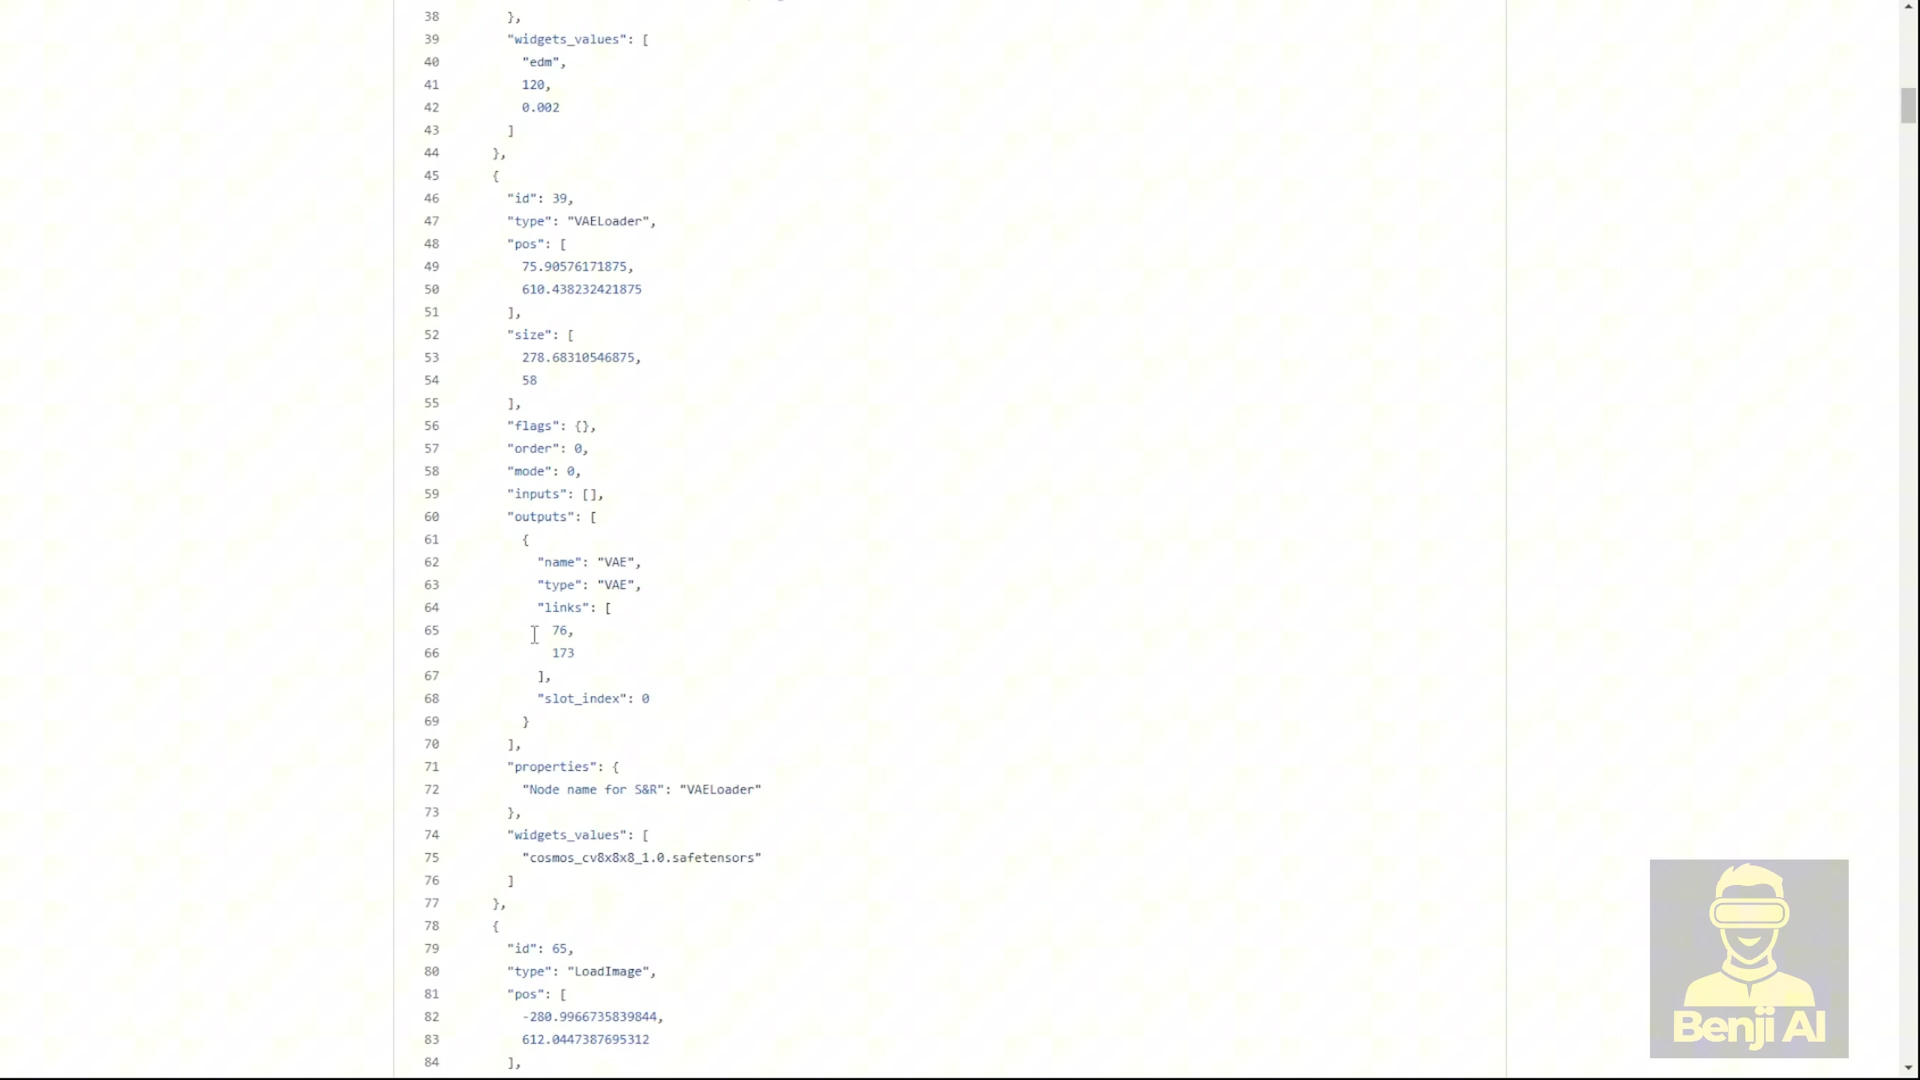 38 },
39 "widgets_values": [
40 "edm",
41 120,
42 0.002
43 ]
44 },
45 {
46 "id": 39,
47 "type": "VAELoader",
48 "pos": [
49 75.90576171875,
50 610.438232421875
51 ],
52 "size": [
53 278.68310546875,
54 58
55 ],
56 "flags": {},
57 "order": 0,
58 "mode": 0,
59 "inputs": [],
60 "outputs": [
61 {
62 "name": "VAE",
63 "type": "VAE",
64 "links": [
65 76,
66 173
67 ],
68 "slot_index": 0
69 }
70 ],
71 "properties": {
72 "Node name for S&R": "VAELoader"
73 },
74 "widgets_values": [
75 "cosmos_cv8x8x8_1.0.safetensors"
76 ]
77 },
78 {
79 "id": 65,
80 "type": "LoadImage",
81 "pos": [
82 -280.9966735839844,
83 612.0447387695312
84 ],
Benji AI